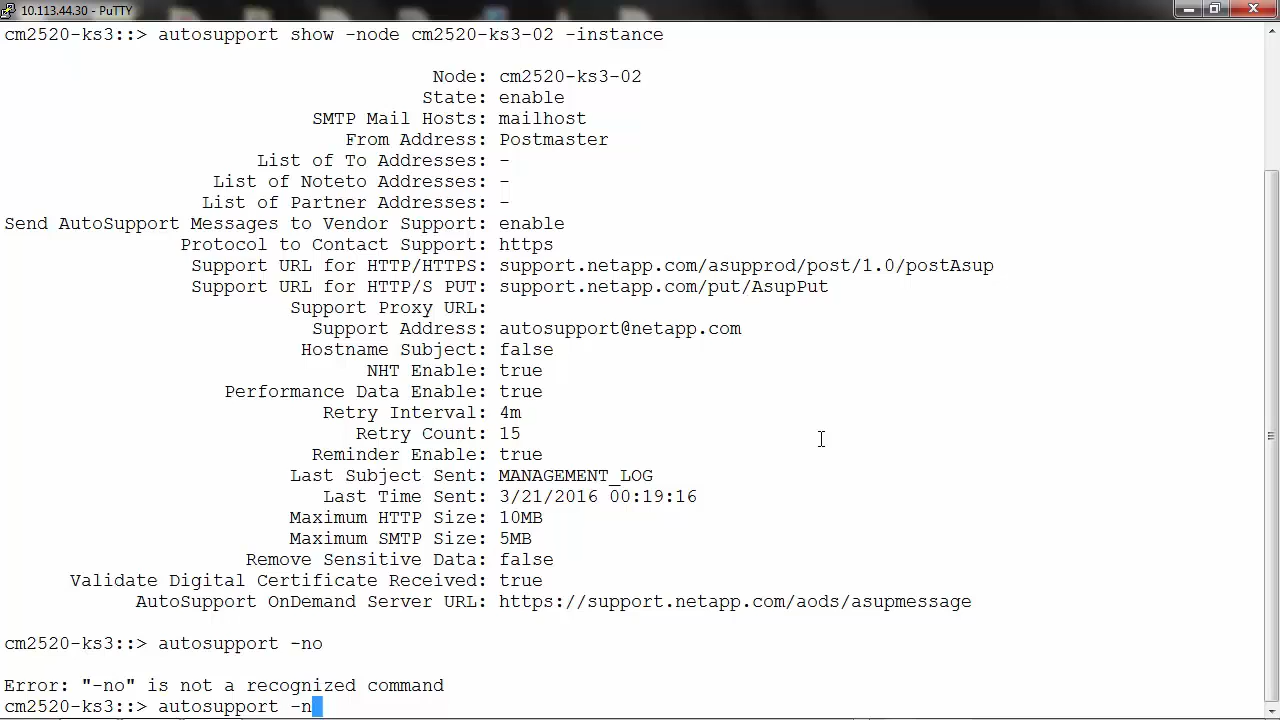 10.113.44.30 - PuTTY
cm2520-ks3::> autosupport show -node cm2520-ks3-02 -instance
Node: cm2520-ks3-02
State: enable
SMTP Mail Hosts: mailhost
From Address: Postmaster
List of To Addresses: -
List of Noteto Addresses: -
List of Partner Addresses: -
Send AutoSupport Messages to Vendor Support: enable
Protocol to Contact Support: https
Support URL for HTTP/HTTPS: support.netapp.com/asupprod/post/1.0/postAsup
Support URL for HTTP/S PUT: support.netapp.com/put/AsupPut
Support Proxy URL:
Support Address: autosupport@netapp.com
Hostname Subject: false
NHT Enable: true
Performance Data Enable: true
Retry Interval: 4m
Retry Count: 15
Reminder Enable: true
Last Subject Sent: MANAGEMENT_LOG
Last Time Sent: 3/21/2016 00:19:16
Maximum HTTP Size: 10MB
Maximum SMTP Size: 5MB
Remove Sensitive Data: false
Validate Digital Certificate Received: true
AutoSupport OnDemand Server URL: https://support.netapp.com/aods/asupmessage
cm2520-ks3::> autosupport -no
Error: "-no" is not a recognized command
cm2520-ks3::> autosupport -n